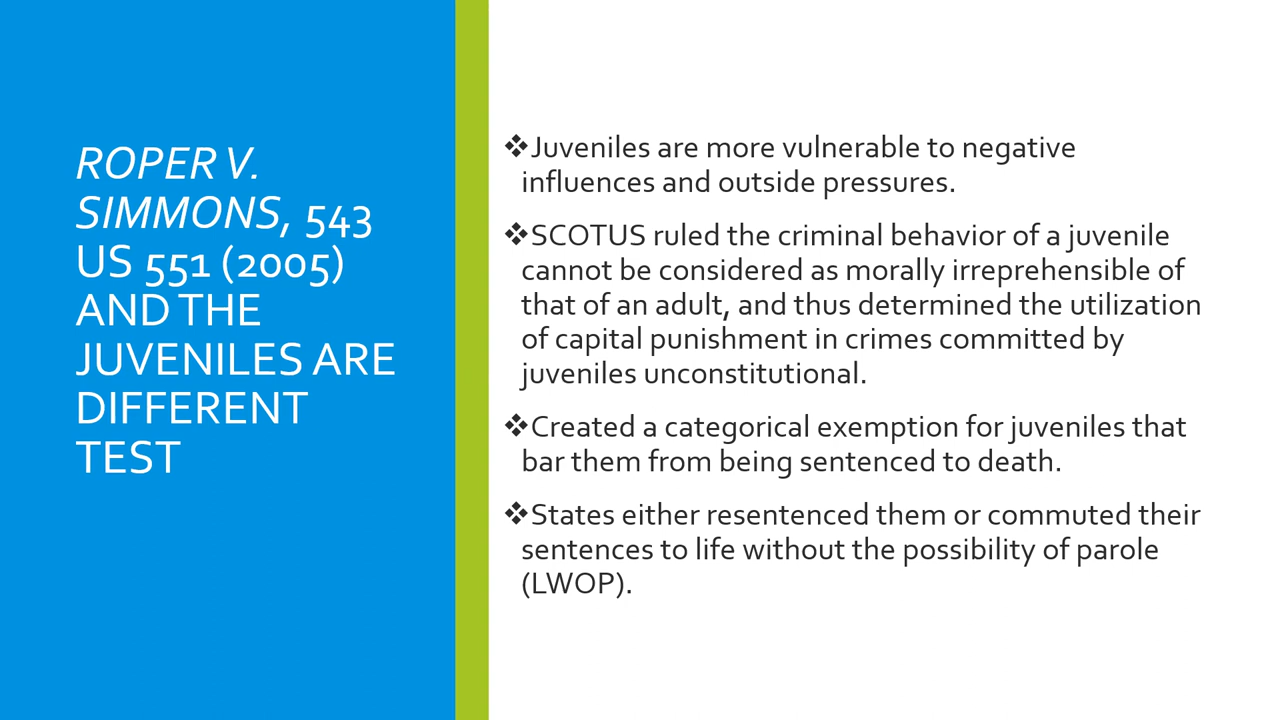 ROPER V.
SIMMONS, 543
US 551 (2005)
AND THE
JUVENILES ARE
DIFFERENT
TEST
❖Juveniles are more vulnerable to negative
influences and outside pressures.
❖SCOTUS ruled the criminal behavior of a juvenile
cannot be considered as morally irreprehensible of
that of an adult, and thus determined the utilization
of capital punishment in crimes committed by
juveniles unconstitutional.
❖Created a categorical exemption for juveniles that
bar them from being sentenced to death.
❖States either resentenced them or commuted their
sentences to life without the possibility of parole
(LWOP).